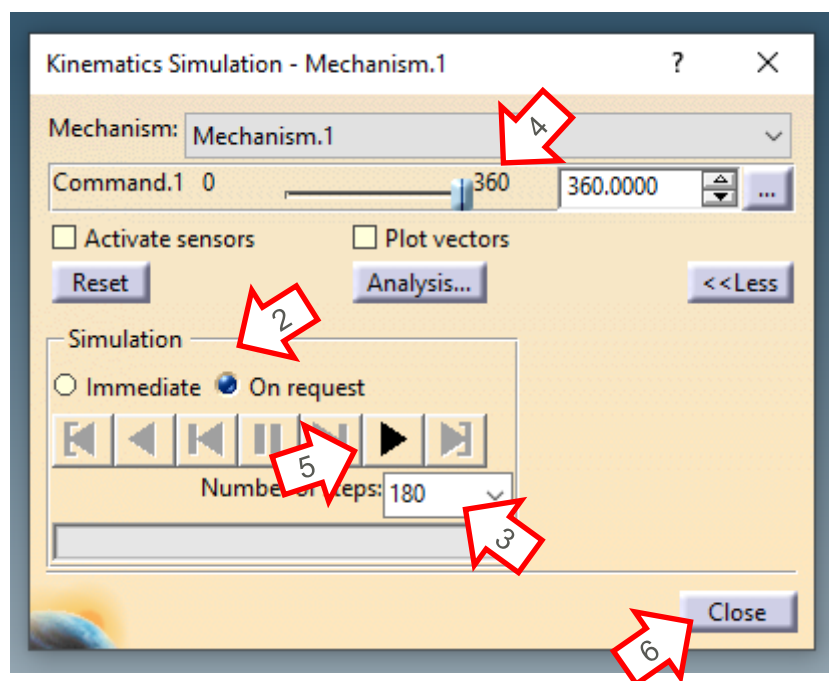 Kinematics Simulation - Mechanism.1 ? ×
Mechanism: Mechanism.1
4
Command.1 0 360 360.0000 ...
Activate sensors Plot vectors
Reset Analysis... <<Less
2
Simulation
Immediate On request
5
Number steps: 180
3
Close
6